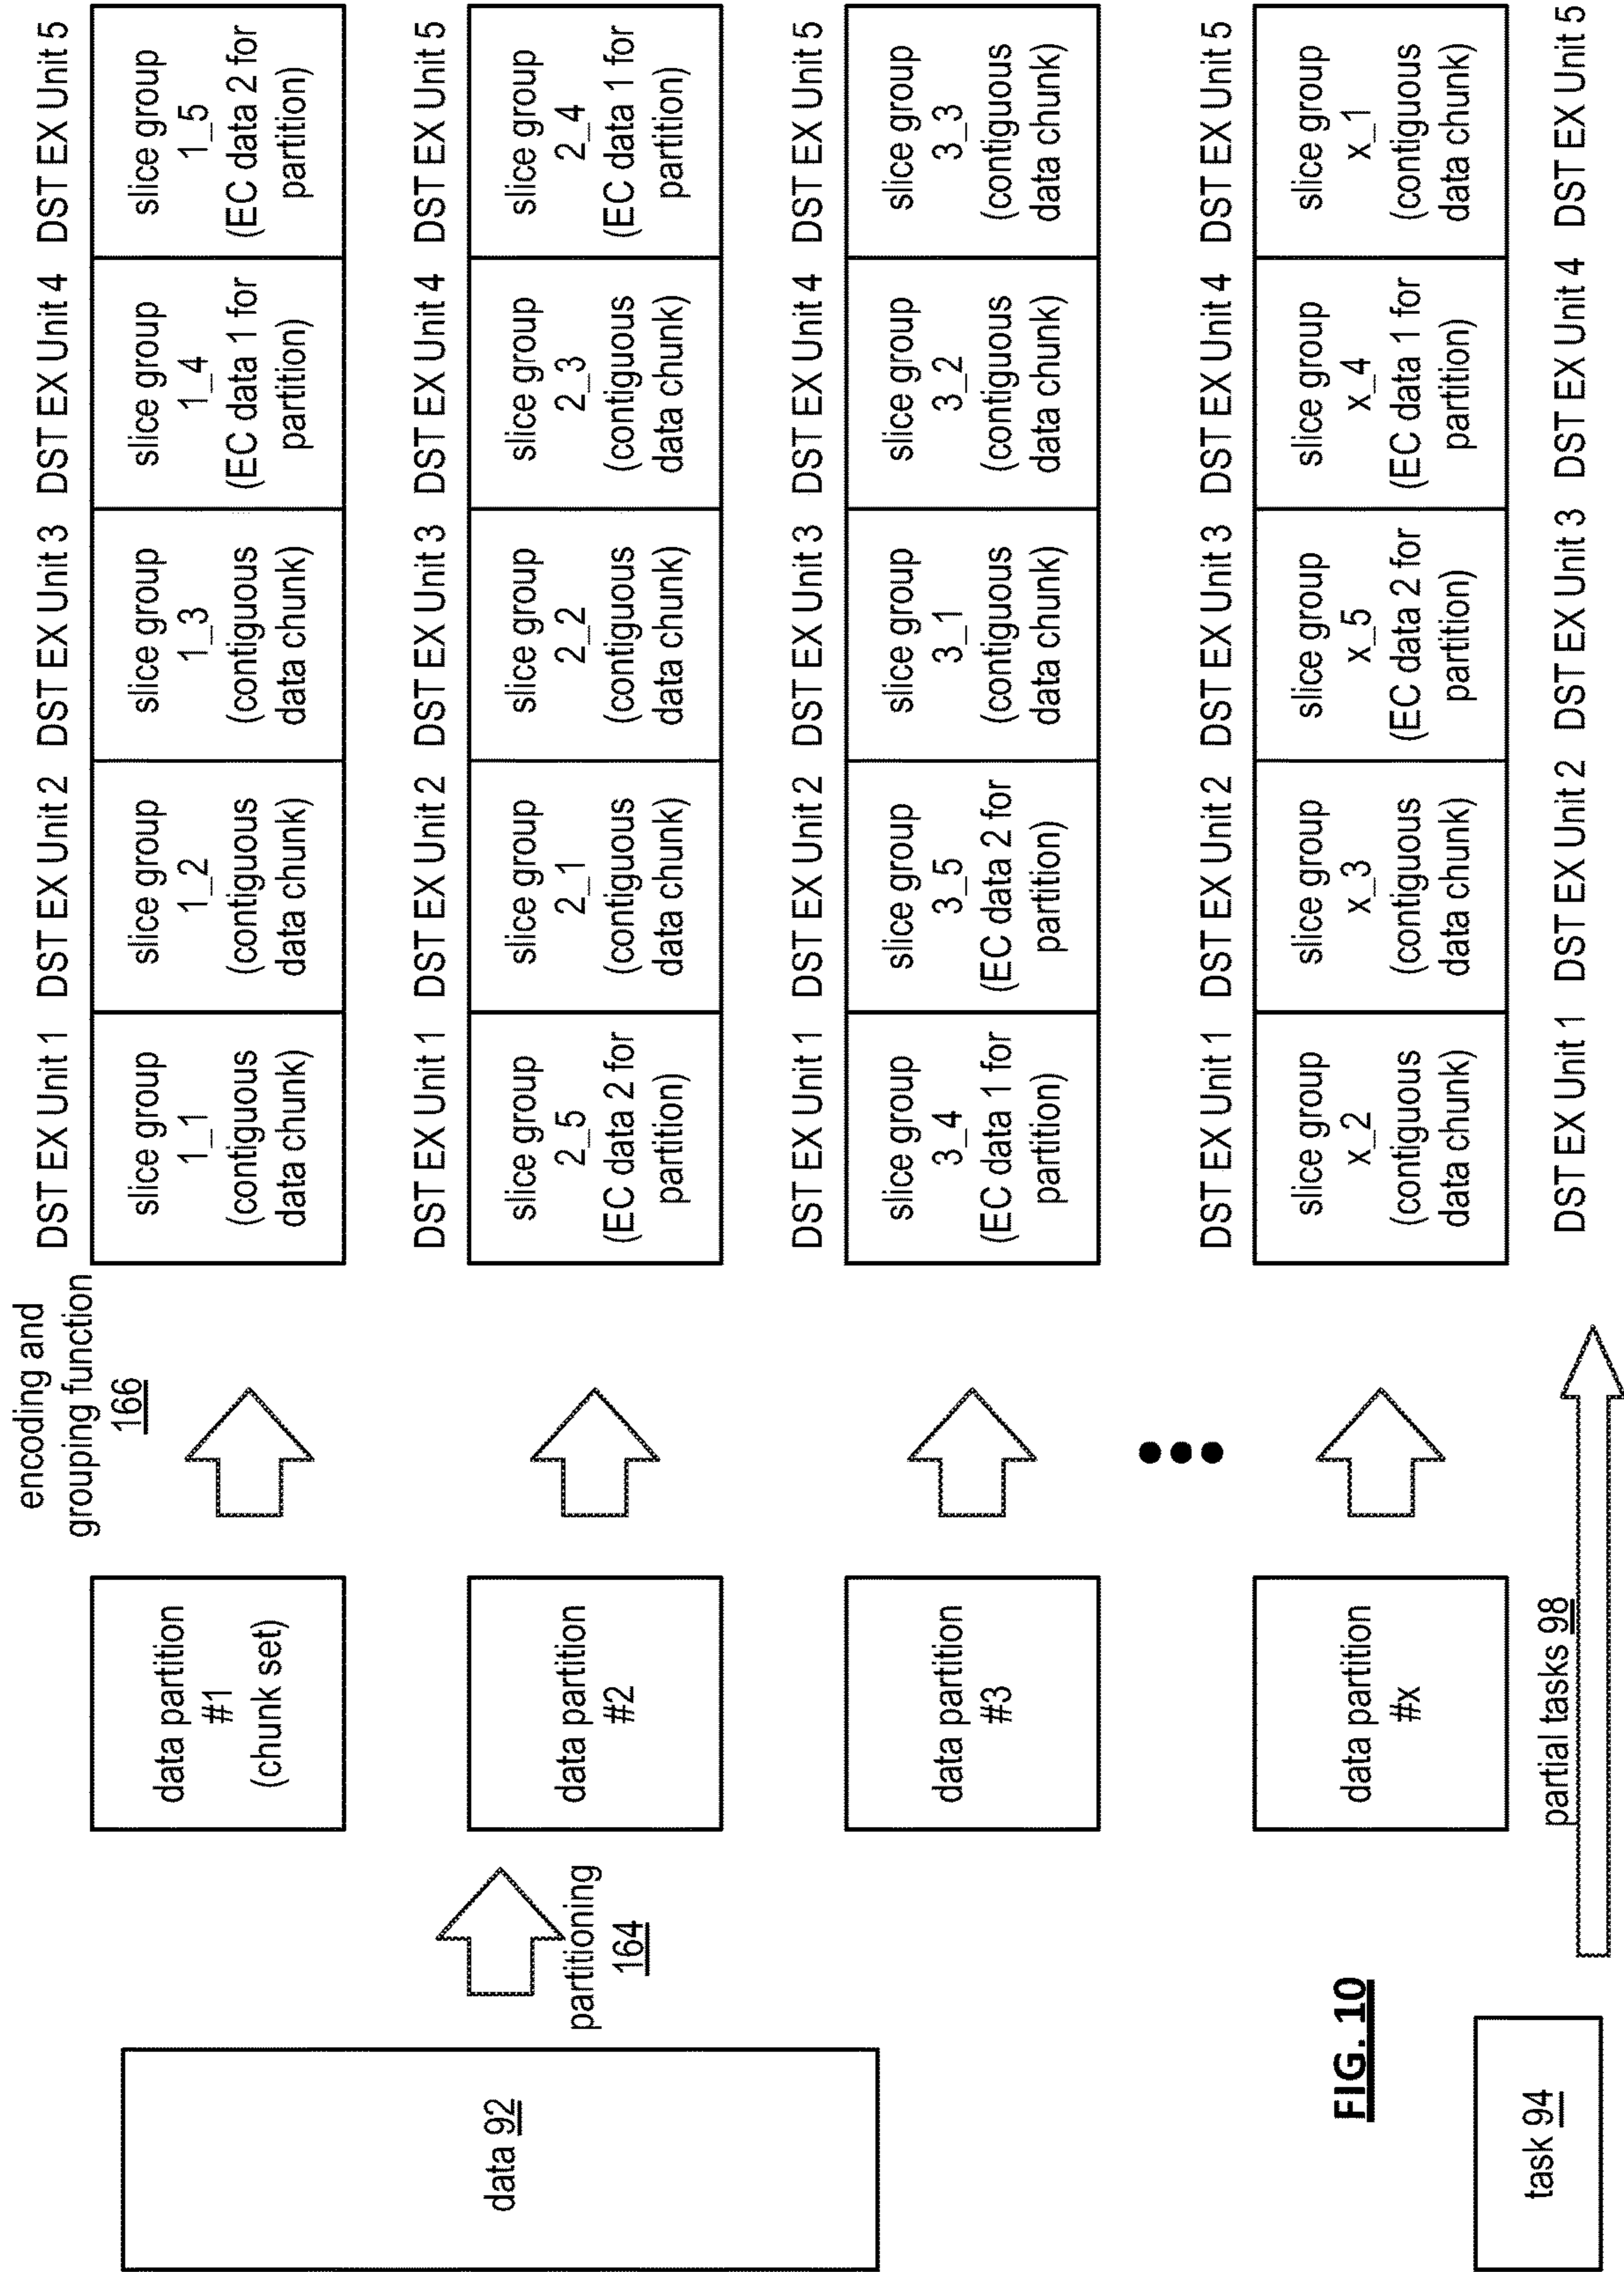 encoding and
grouping function
166
data 92
partitioning
164
data partition
#1
(chunk set)
DST EX Unit 1
DST EX Unit 2
DST EX Unit 3
DST EX Unit 4
DST EX Unit 5
slice group
1_1
(contiguous
data chunk)
slice group
1_2
(contiguous
data chunk)
slice group
1_3
(contiguous
data chunk)
slice group
1_4
(EC data 1 for
partition)
slice group
1_5
(EC data 2 for
partition)
data partition
#2
DST EX Unit 1
DST EX Unit 2
DST EX Unit 3
DST EX Unit 4
DST EX Unit 5
slice group
2_5
(EC data 2 for
partition)
slice group
2_1
(contiguous
data chunk)
slice group
2_2
(contiguous
data chunk)
slice group
2_3
(contiguous
data chunk)
slice group
2_4
(EC data 1 for
partition)
data partition
#3
DST EX Unit 1
DST EX Unit 2
DST EX Unit 3
DST EX Unit 4
DST EX Unit 5
slice group
3_4
(EC data 1 for
partition)
slice group
3_5
(EC data 2 for
partition)
slice group
3_1
(contiguous
data chunk)
slice group
3_2
(contiguous
data chunk)
slice group
3_3
(contiguous
data chunk)
data partition
#x
DST EX Unit 1
DST EX Unit 2
DST EX Unit 3
DST EX Unit 4
DST EX Unit 5
slice group
x_2
(contiguous
data chunk)
slice group
x_3
(contiguous
data chunk)
slice group
x_5
(EC data 2 for
partition)
slice group
x_4
(EC data 1 for
partition)
slice group
x_1
(contiguous
data chunk)
FIG. 10
task 94
partial tasks 98
DST EX Unit 1
DST EX Unit 2
DST EX Unit 3
DST EX Unit 4
DST EX Unit 5